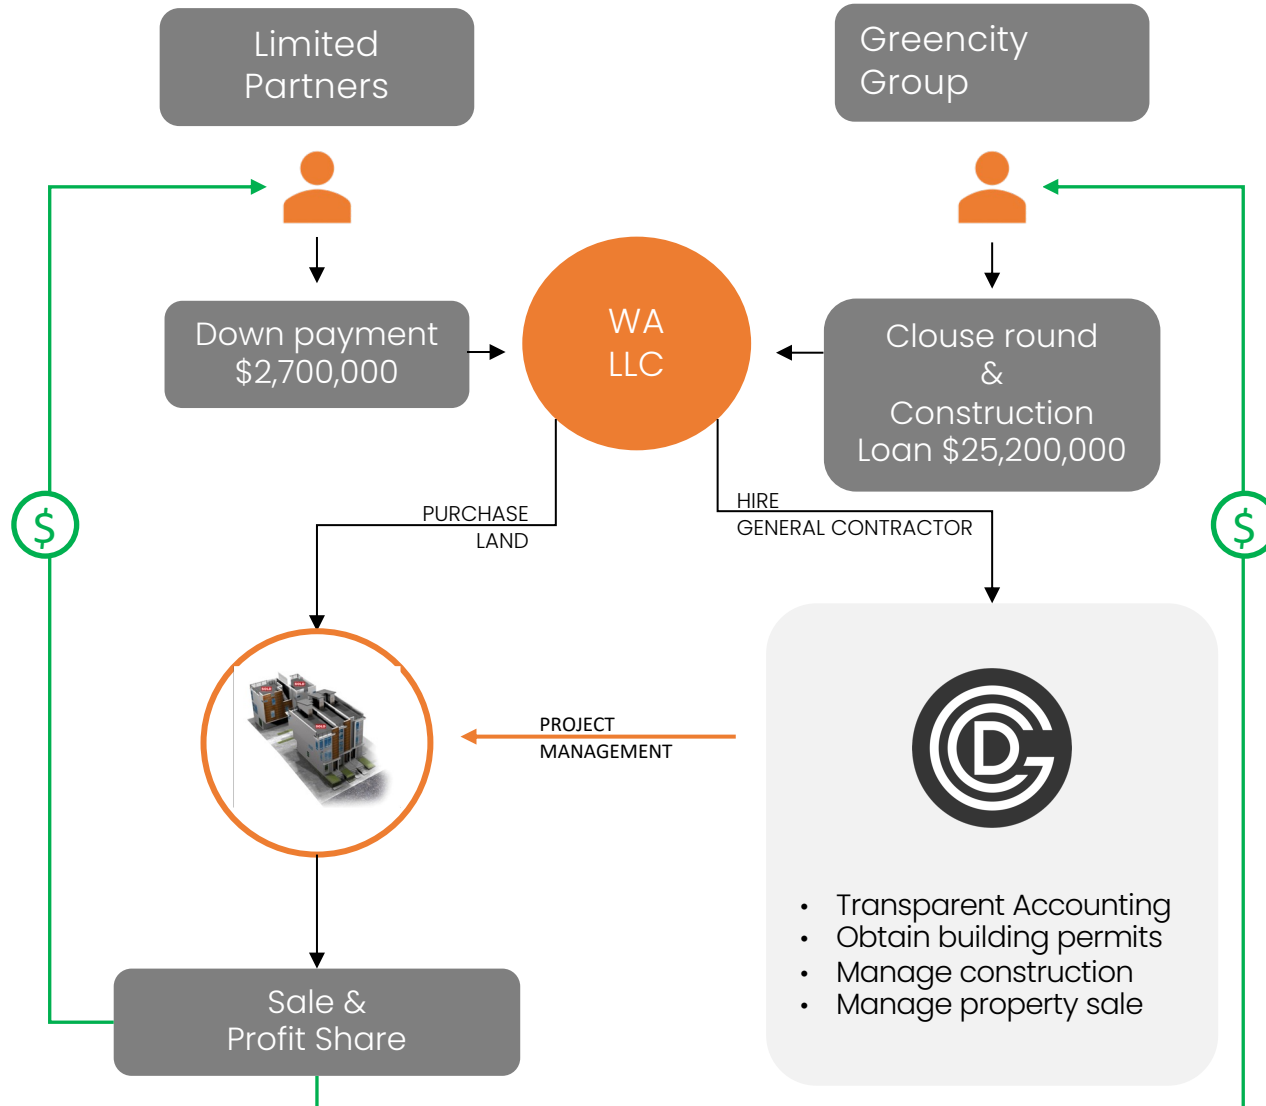 Limited
Partners
Greencity
Group
Down payment
$2,700,000
WA
LLC
Clouse round
&
Construction
Loan $25,200,000
PURCHASE
LAND
HIRE
GENERAL CONTRACTOR
$
$
PROJECT
MANAGEMENT
• Transparent Accounting
• Obtain building permits
• Manage construction
• Manage property sale
Sale &
Profit Share